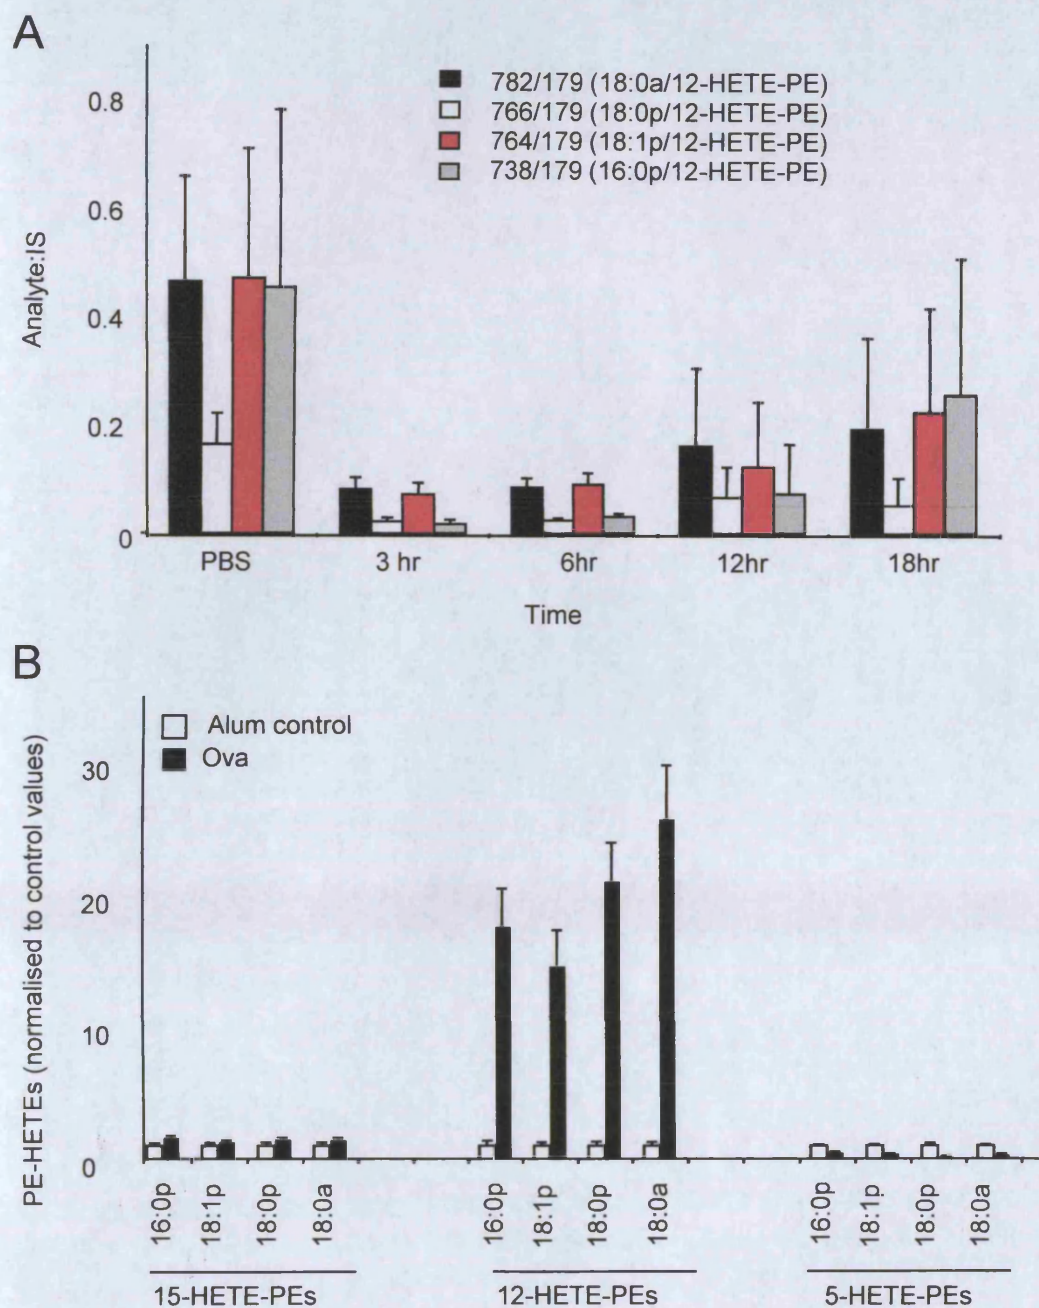 A
782/179 (18:0a/12-HETE-PE)
766/179 (18:0p/12-HETE-PE)
764/179 (18:1p/12-HETE-PE)
738/179 (16:0p/12-HETE-PE)
Analyte:IS
0.8
0.6
0.4
0.2
0
PBS
3 hr
6hr
12hr
18hr
Time
B
Alum control
Ova
PE-HETEs (normalised to control values)
30
20
10
0
16:0p
18:1p
18:0p
18:0a
16:0p
18:1p
18:0p
18:0a
16:0p
18:1p
18:0p
18:0a
15-HETE-PEs
12-HETE-PEs
5-HETE-PEs